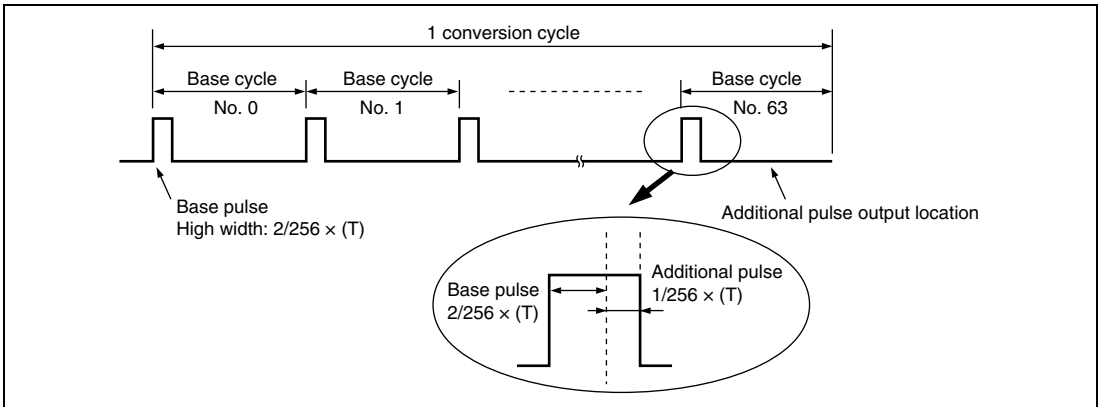 1 conversion cycle
Base cycle
No. 0
Base cycle
No. 1
Base cycle
No. 63
Base pulse
High width: 2/256 × (T)
Additional pulse output location
Base pulse
2/256 × (T)
Additional pulse
1/256 × (T)